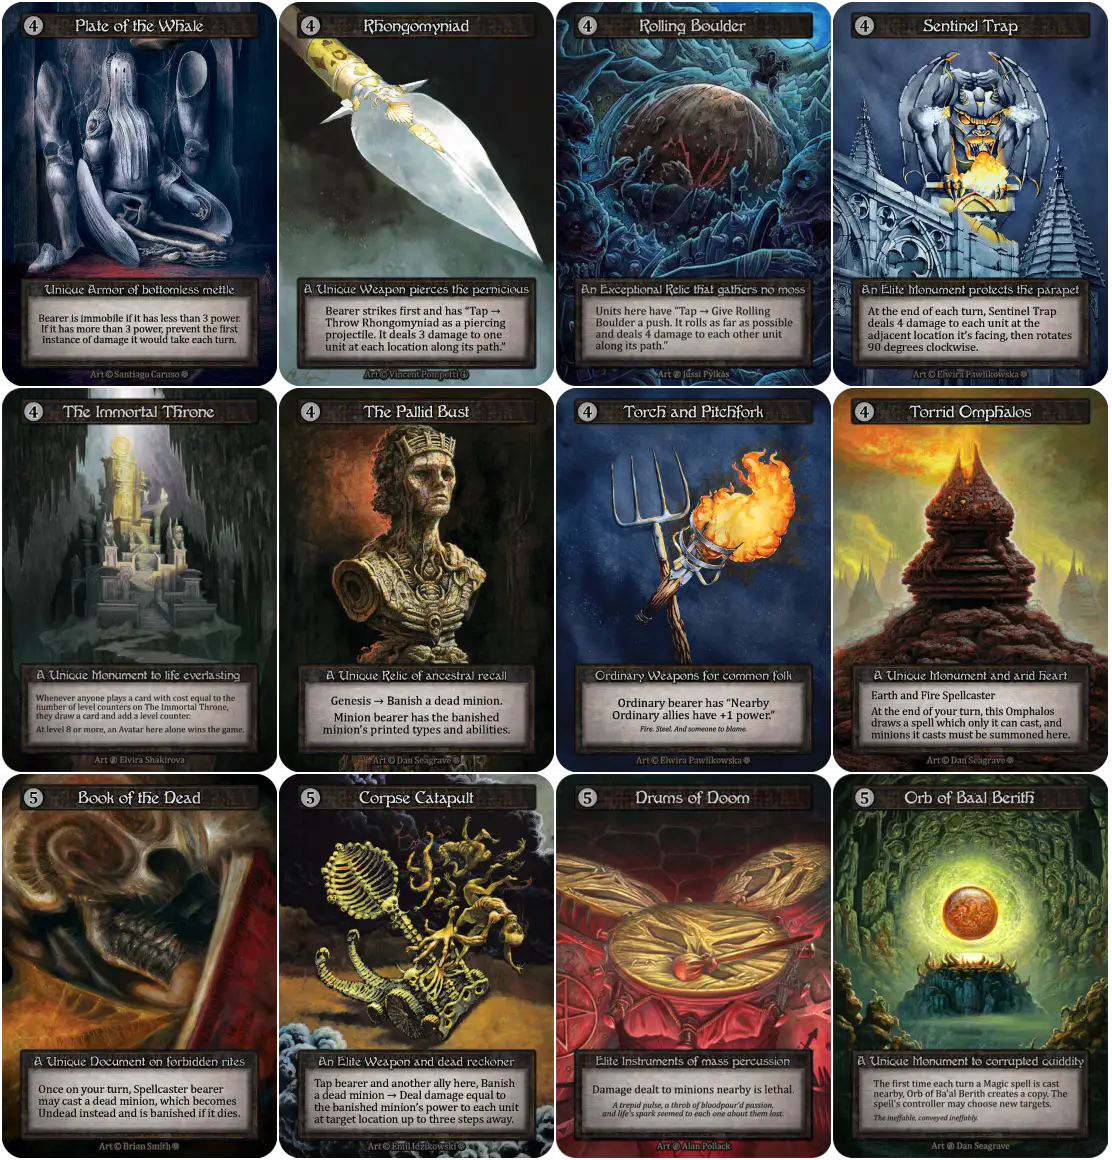 4 Plate of the Whale
Unique Armor of bottomless mettle
Bearer is immobile if it has less than 3 power.
If it has more than 3 power, prevent the first
instance of damage it would take each turn.
Art © Santiago Caruso
4 Rhongomyniad
A Unique Weapon pierces the pernicious
Bearer strikes first and has “Tap →
Throw Rhongomyniad as a piercing
projectile. It deals 3 damage to one
unit at each location along its path.”
Art © Vincent Pompetti
4 Rolling Boulder
An Exceptional Relic that gathers no moss
Units here have “Tap → Give Rolling
Boulder a push. It rolls as far as possible
and deals 4 damage to each other unit
along its path.”
Art @ Jussi Pylkäs
4 Sentinel Trap
An Elite Monument protects the parapet
At the end of each turn, Sentinel Trap
deals 4 damage to each unit at the
adjacent location it's facing, then rotates
90 degrees clockwise.
Art © Elwira Pawlikowska
4 The Immortal Throne
A Unique Monument to life everlasting
Whenever anyone plays a card with cost equal to the
number of level counters on The Immortal Throne,
they draw a card and add a level counter.
At level 8 or more, an Avatar here alone wins the game.
Art @ Elvira Shakirova
4 The Pallid Bust
A Unique Relic of ancestral recall
Genesis → Banish a dead minion.
Minion bearer has the banished
minion's printed types and abilities.
Art © Dan Seagrave
4 Torch and Pitchfork
Ordinary Weapons for common folk
Ordinary bearer has “Nearby
Ordinary allies have +1 power.”
Fire. Steel. And someone to blame.
Art © Elwira Pawlikowska
4 Torrid Omphalos
A Unique Monument and arid heart
Earth and Fire Spellcaster
At the end of your turn, this Omphalos
draws a spell which only it can cast, and
minions it casts must be summoned here.
Art © Dan Seagrave
5 Book of the Dead
A Unique Document on forbidden rites
Once on your turn, Spellcaster bearer
may cast a dead minion, which becomes
Undead instead and is banished if it dies.
Art © Brian Smith
5 Corpse Catapult
An Elite Weapon and dead reckoner
Tap bearer and another ally here, Banish
a dead minion → Deal damage equal to
the banished minion's power to each unit
at target location up to three steps away.
Art © Emil Idzikowski
5 Drums of Doom
Elite Instruments of mass percussion
Damage dealt to minions nearby is lethal.
A trepid pulse, a throb of bloodpour'd passion,
and life's spark seemed to each one about them lost.
Art @ Alan Pollack
5 Orb of Ba'al Berith
A Unique Monument to corrupted quiddity
The first time each turn a Magic spell is cast
nearby, Orb of Ba'al Berith creates a copy. The
spell's controller may choose new targets.
The ineffable, conveyed ineffably.
Art @ Dan Seagrave